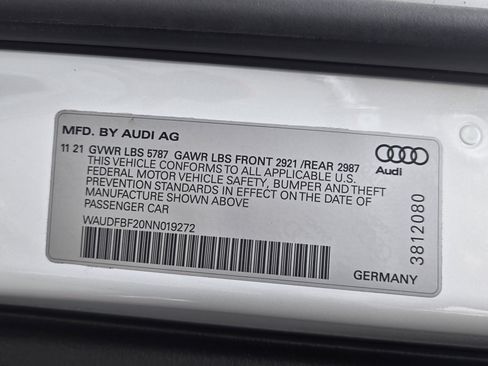 MFD. BY AUDI AG
11 21 GVWR LBS 5787 GAWR LBS FRONT 2921 /REAR 2987
THIS VEHICLE CONFORMS TO ALL APPLICABLE U.S.
FEDERAL MOTOR VEHICLE SAFETY, BUMPER AND THEFT
PREVENTION STANDARDS IN EFFECT ON THE DATE OF
MANUFACTURE SHOWN ABOVE
PASSENGER CAR
WAUDFBF20NN019272
Audi
3812080
GERMANY